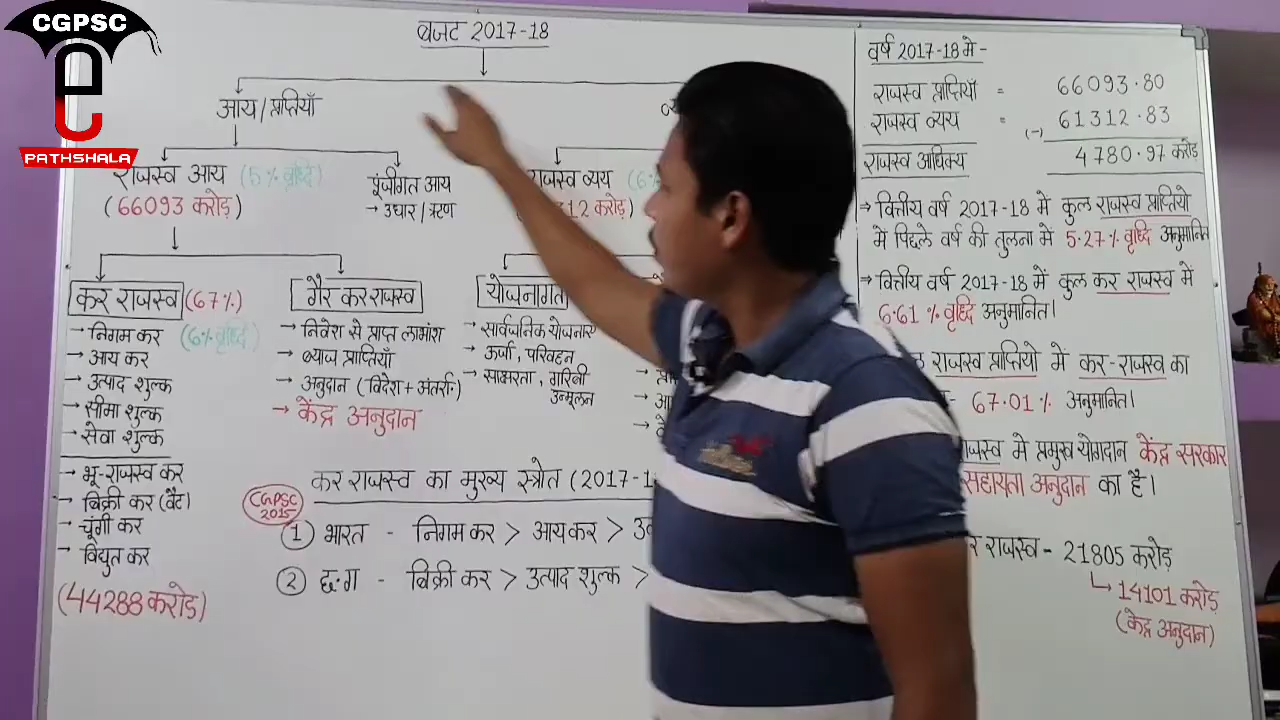 CGPSC
e
PATHSHALA
बजट 2017-18
आय/प्राप्तियाँ
राजस्व आय (5% वृध्दि)
(66093 करोड़)
पूंजीगत आय
→ उधार/ऋण
राजस्व व्यय (6%
312 करोड़)
कर राजस्व (67%)
→ निगम कर (6% वृध्दि)
→ आय कर
→ उत्पाद शुल्क
→ सीमा शुल्क
→ सेवा शुल्क
→ भू-राजस्व कर
→ बिक्री कर (वैट)
→ चूंगी कर
→ विद्युत कर
(44288 करोड़)
गैर कर राजस्व
→ निवेश से प्राप्त लाभांश
→ ब्याज प्राप्तियाँ
→ अनुदान (विदेश + अंतर्रा.)
→ केंद्र अनुदान
योजनागत
→ सार्वजनिक योजनाएं
→ ऊर्जा, परिवहन
→ साक्षरता, गरिबी
उन्मूलन
कर राजस्व का मुख्य स्त्रोत (2017-1
CGPSC
2015
① भारत - निगम कर > आय कर >
② छ.ग - बिक्री कर > उत्पाद शुल्क >
वर्ष 2017-18 मे -
राजस्व प्राप्तियाँ = 66093.80
राजस्व व्यय = (-) 61312.83
राजस्व आधिक्य 4780.97 करोड़
→ वित्तीय वर्ष 2017-18 में कुल राजस्व प्राप्तियो
में पिछले वर्ष की तुलना में 5.27% वृध्दि अनुमानित
→ वित्तीय वर्ष 2017-18 में कुल कर राजस्व में
6.61% वृध्दि अनुमानित।
राजस्व प्राप्तियो में कर-राजस्व का
67.01% अनुमानित।
राजस्व मे प्रमुख योगदान केंद्र सरकार
सहायता अनुदान का है।
राजस्व - 21805 करोड़
↳ 14101 करोड़
(केंद्र अनुदान)